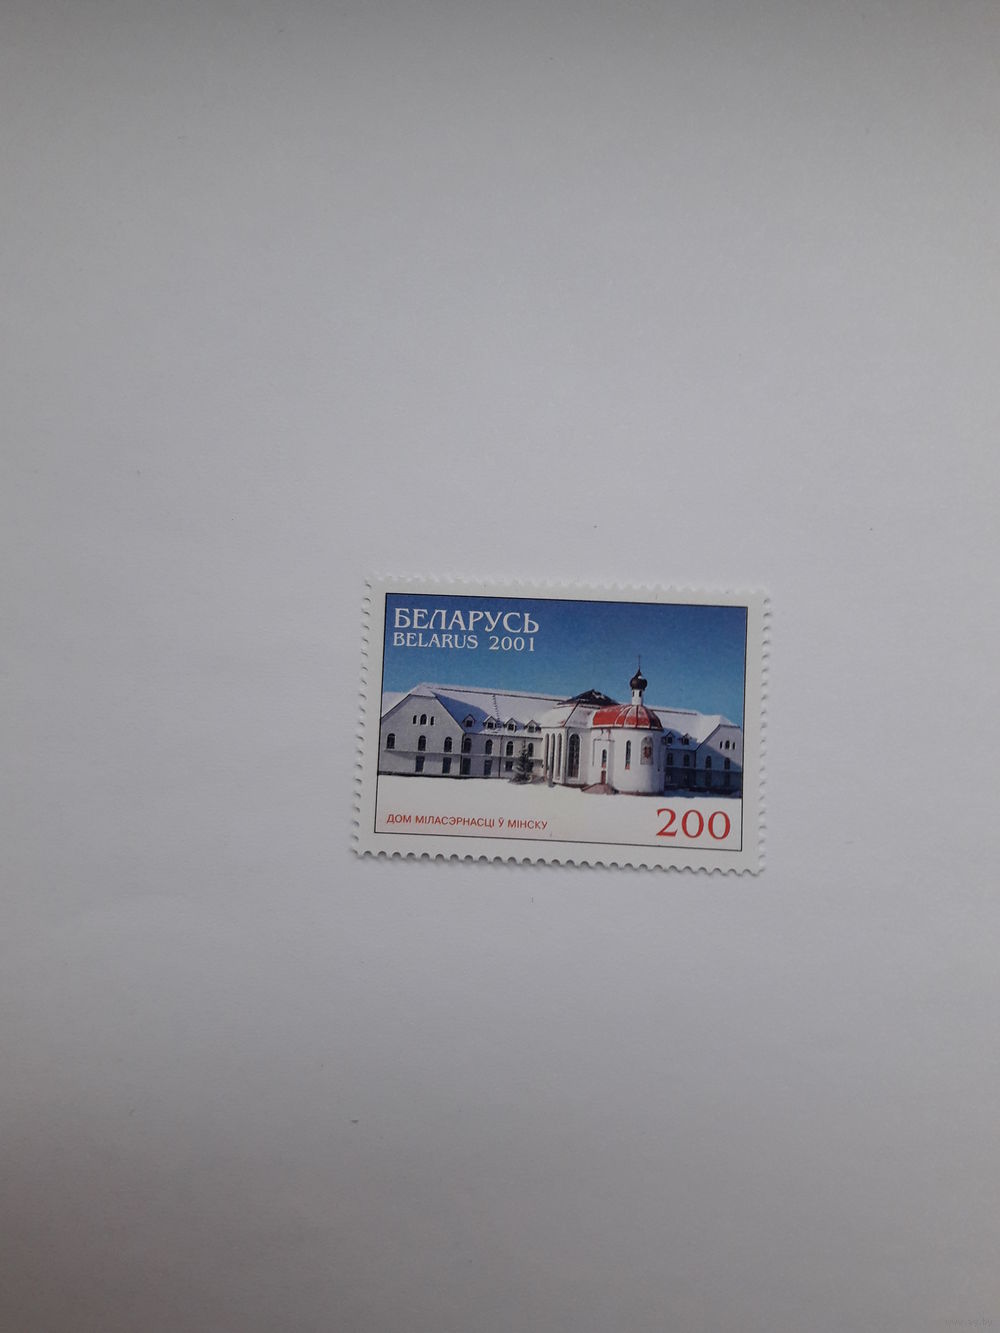 БЕЛАРУСЬ
BELARUS 2001
ДОМ МІЛАСЭРНАСЦІ Ў МІНСКУ
200